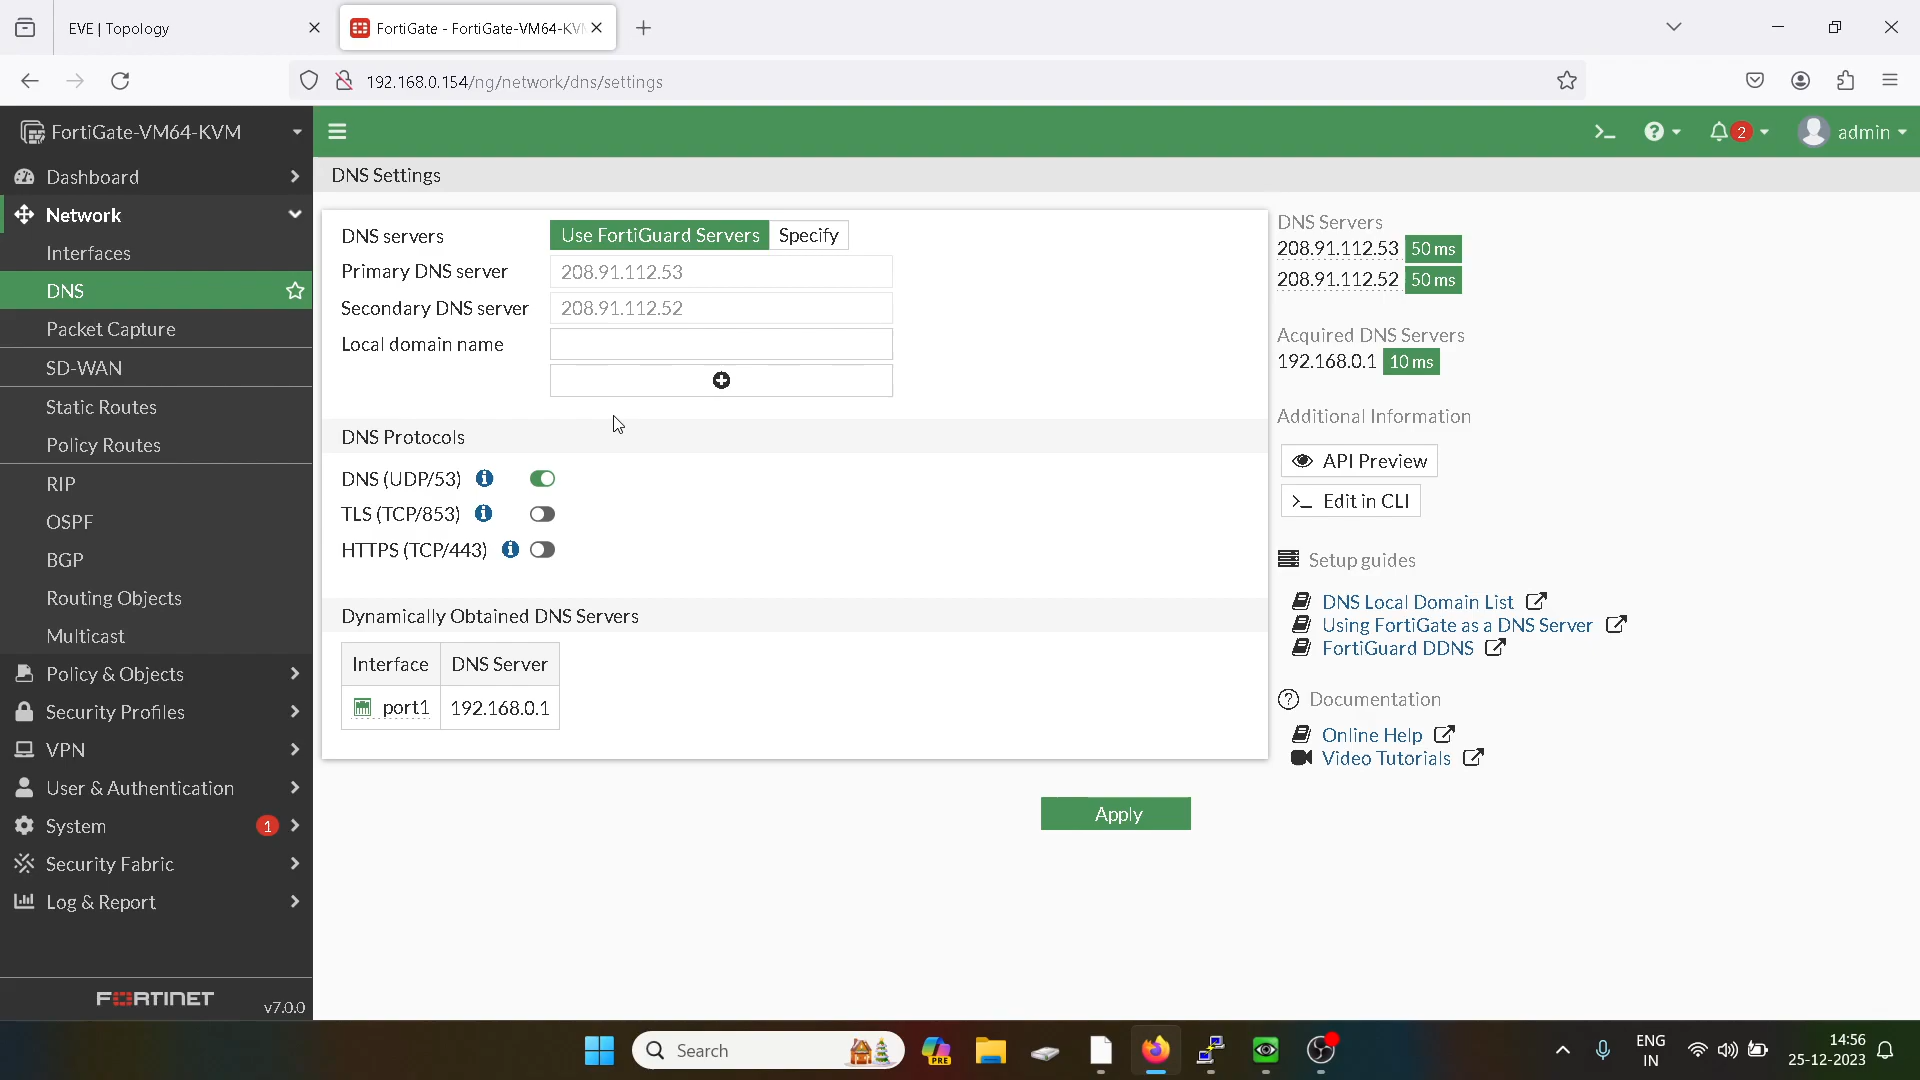 EVE | Topology
FortiGate - FortiGate-VM64-KVM
192.168.0.154/ng/network/dns/settings
FortiGate-VM64-KVM
2
admin
Dashboard
Network
Interfaces
DNS
Packet Capture
SD-WAN
Static Routes
Policy Routes
RIP
OSPF
BGP
Routing Objects
Multicast
Policy & Objects
Security Profiles
VPN
User & Authentication
System 1
Security Fabric
Log & Report
FORTINET v7.0.0
DNS Settings
DNS servers Use FortiGuard Servers Specify
Primary DNS server 208.91.112.53
Secondary DNS server 208.91.112.52
Local domain name
DNS Protocols
DNS (UDP/53)
TLS (TCP/853)
HTTPS (TCP/443)
Dynamically Obtained DNS Servers
Interface DNS Server
port1 192.168.0.1
Apply
DNS Servers
208.91.112.53 50 ms
208.91.112.52 50 ms
Acquired DNS Servers
192.168.0.1 10 ms
Additional Information
API Preview
>_ Edit in CLI
Setup guides
DNS Local Domain List
Using FortiGate as a DNS Server
FortiGuard DDNS
Documentation
Online Help
Video Tutorials
Search
PRE
ENG
IN
14:56
25-12-2023